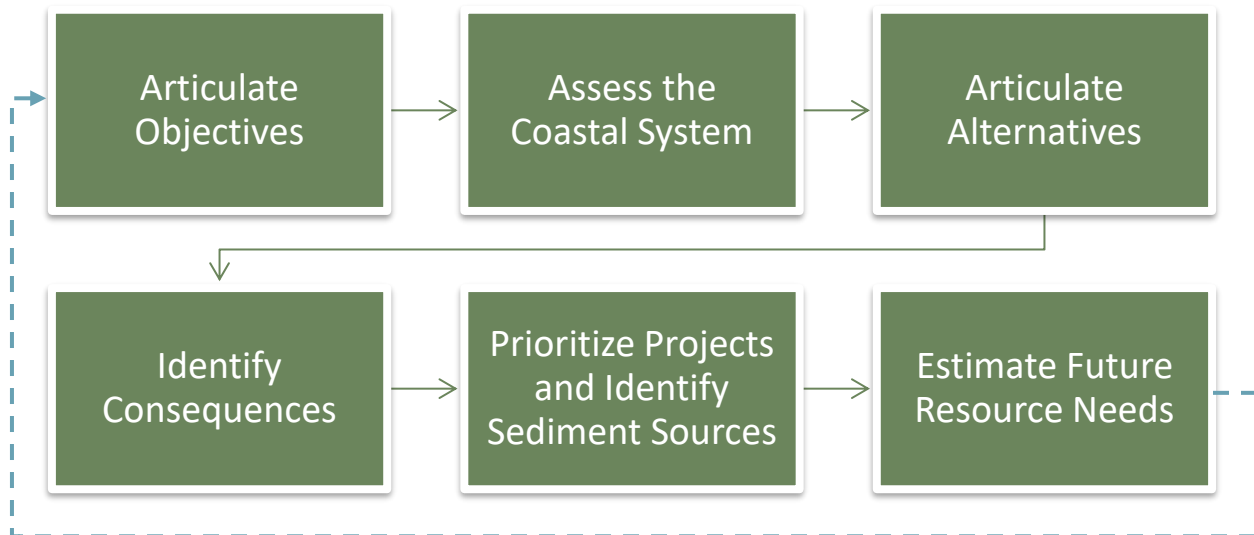 Articulate
Objectives
Assess the
Coastal System
Articulate
Alternatives
Identify
Consequences
Prioritize Projects
and Identify
Sediment Sources
Estimate Future
Resource Needs